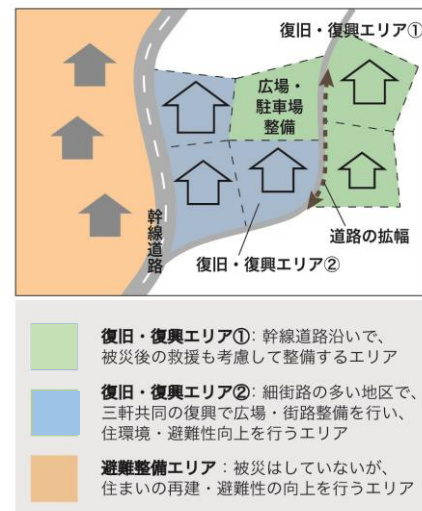 復旧・復興エリア①
広場・
駐車場
整備
幹線道路
道路の拡幅
復旧・復興エリア②
復旧・復興エリア①: 幹線道路沿いで、
被災後の救援も考慮して整備するエリア
復旧・復興エリア②: 細街路の多い地区で、
三軒共同の復興で広場・街路整備を行い、
住環境・避難性向上を行うエリア
避難整備エリア: 被災はしていないが、
住まいの再建・避難性の向上を行うエリア